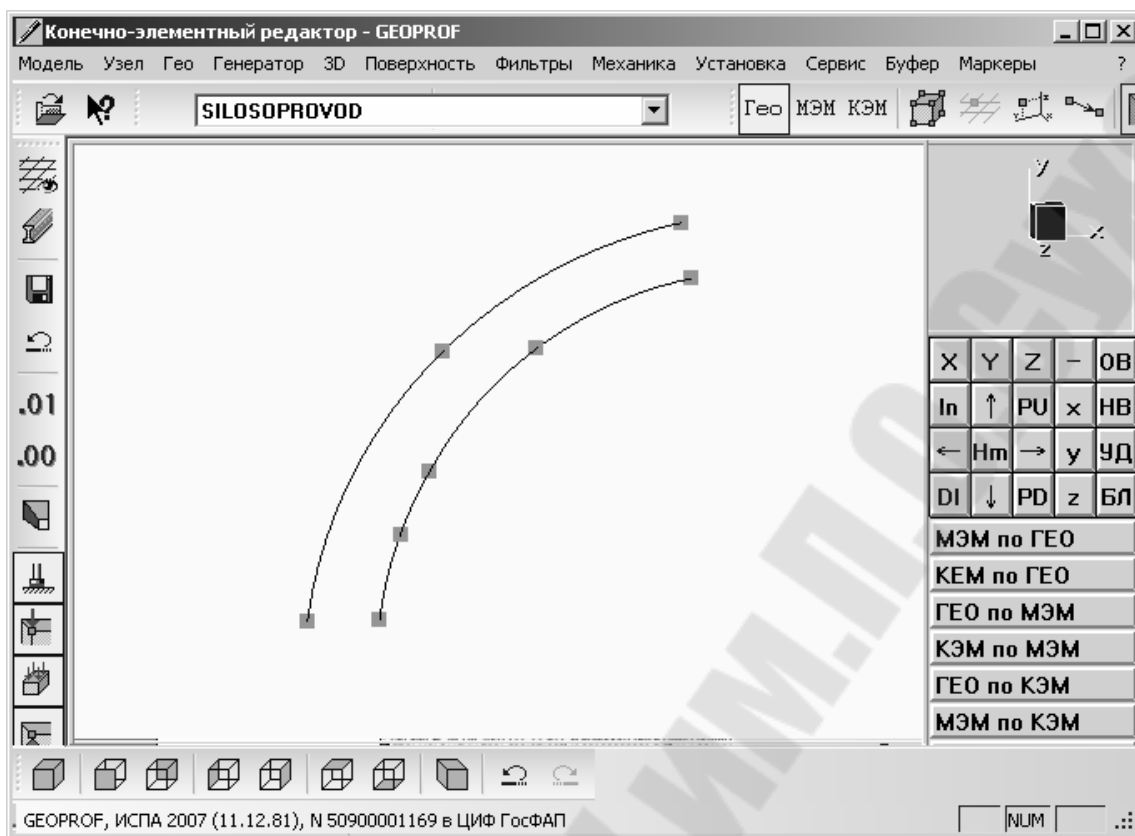 Конечно-элементный редактор - GEOPROF
Модель Узел Гео Генератор 3D Поверхность Фильтры Механика Установка Сервис Буфер Маркеры ?
SILOSOPROVOD Гео МЭМ КЭМ
y
x
z
.01
.00
X Y Z - ОВ
In ↑ PU x НВ
← Hm → y УД
DI ↓ PD z БЛ
МЭМ по ГЕО
КЕМ по ГЕО
ГЕО по МЭМ
КЭМ по МЭМ
ГЕО по КЭМ
МЭМ по КЭМ
GEOPROF, ИСПА 2007 (11.12.81), N 50900001169 в ЦИФ ГосФАП NUM